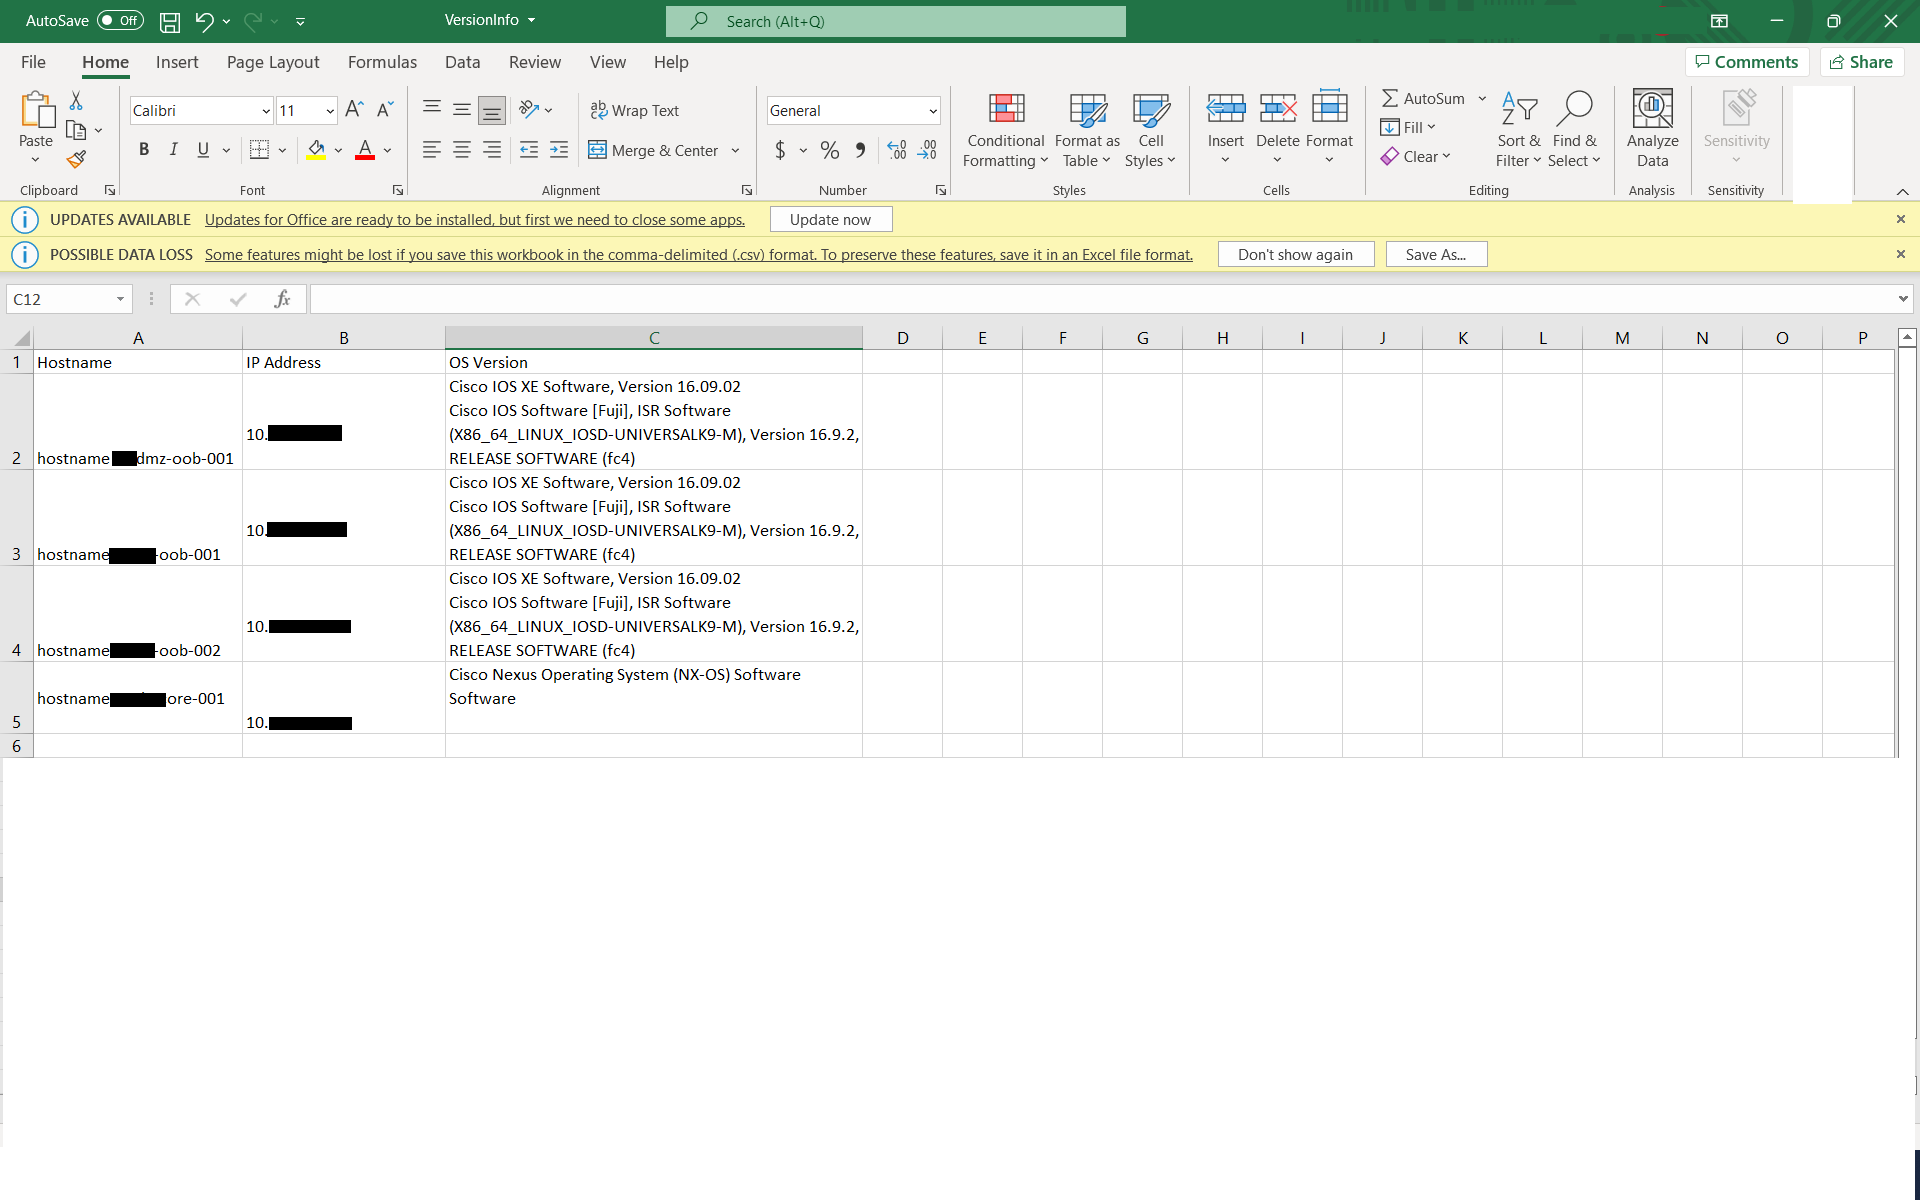 AutoSave Off VersionInfo Search (Alt+Q)
File Home Insert Page Layout Formulas Data Review View Help Comments Share
Paste
Calibri 11
B I U
Wrap Text
Merge & Center
General
$ % , .00 .00
Conditional Formatting
Format as Table
Cell Styles
Insert Delete Format
AutoSum
Fill
Clear
Sort & Filter
Find & Select
Analyze Data
Sensitivity
Clipboard Font Alignment Number Styles Cells Editing Analysis Sensitivity
UPDATES AVAILABLE Updates for Office are ready to be installed, but first we need to close some apps. Update now
POSSIBLE DATA LOSS Some features might be lost if you save this workbook in the comma-delimited (.csv) format. To preserve these features, save it in an Excel file format. Don't show again Save As...
C12 fx
A B C D E F G H I J K L M N O P
1 Hostname IP Address OS Version
Cisco IOS XE Software, Version 16.09.02
Cisco IOS Software [Fuji], ISR Software
10. (X86_64_LINUX_IOSD-UNIVERSALK9-M), Version 16.9.2,
2 hostname dmz-oob-001 RELEASE SOFTWARE (fc4)
Cisco IOS XE Software, Version 16.09.02
Cisco IOS Software [Fuji], ISR Software
10. (X86_64_LINUX_IOSD-UNIVERSALK9-M), Version 16.9.2,
3 hostname -oob-001 RELEASE SOFTWARE (fc4)
Cisco IOS XE Software, Version 16.09.02
Cisco IOS Software [Fuji], ISR Software
10. (X86_64_LINUX_IOSD-UNIVERSALK9-M), Version 16.9.2,
4 hostname -oob-002 RELEASE SOFTWARE (fc4)
Cisco Nexus Operating System (NX-OS) Software
hostname ore-001 Software
5 10.
6